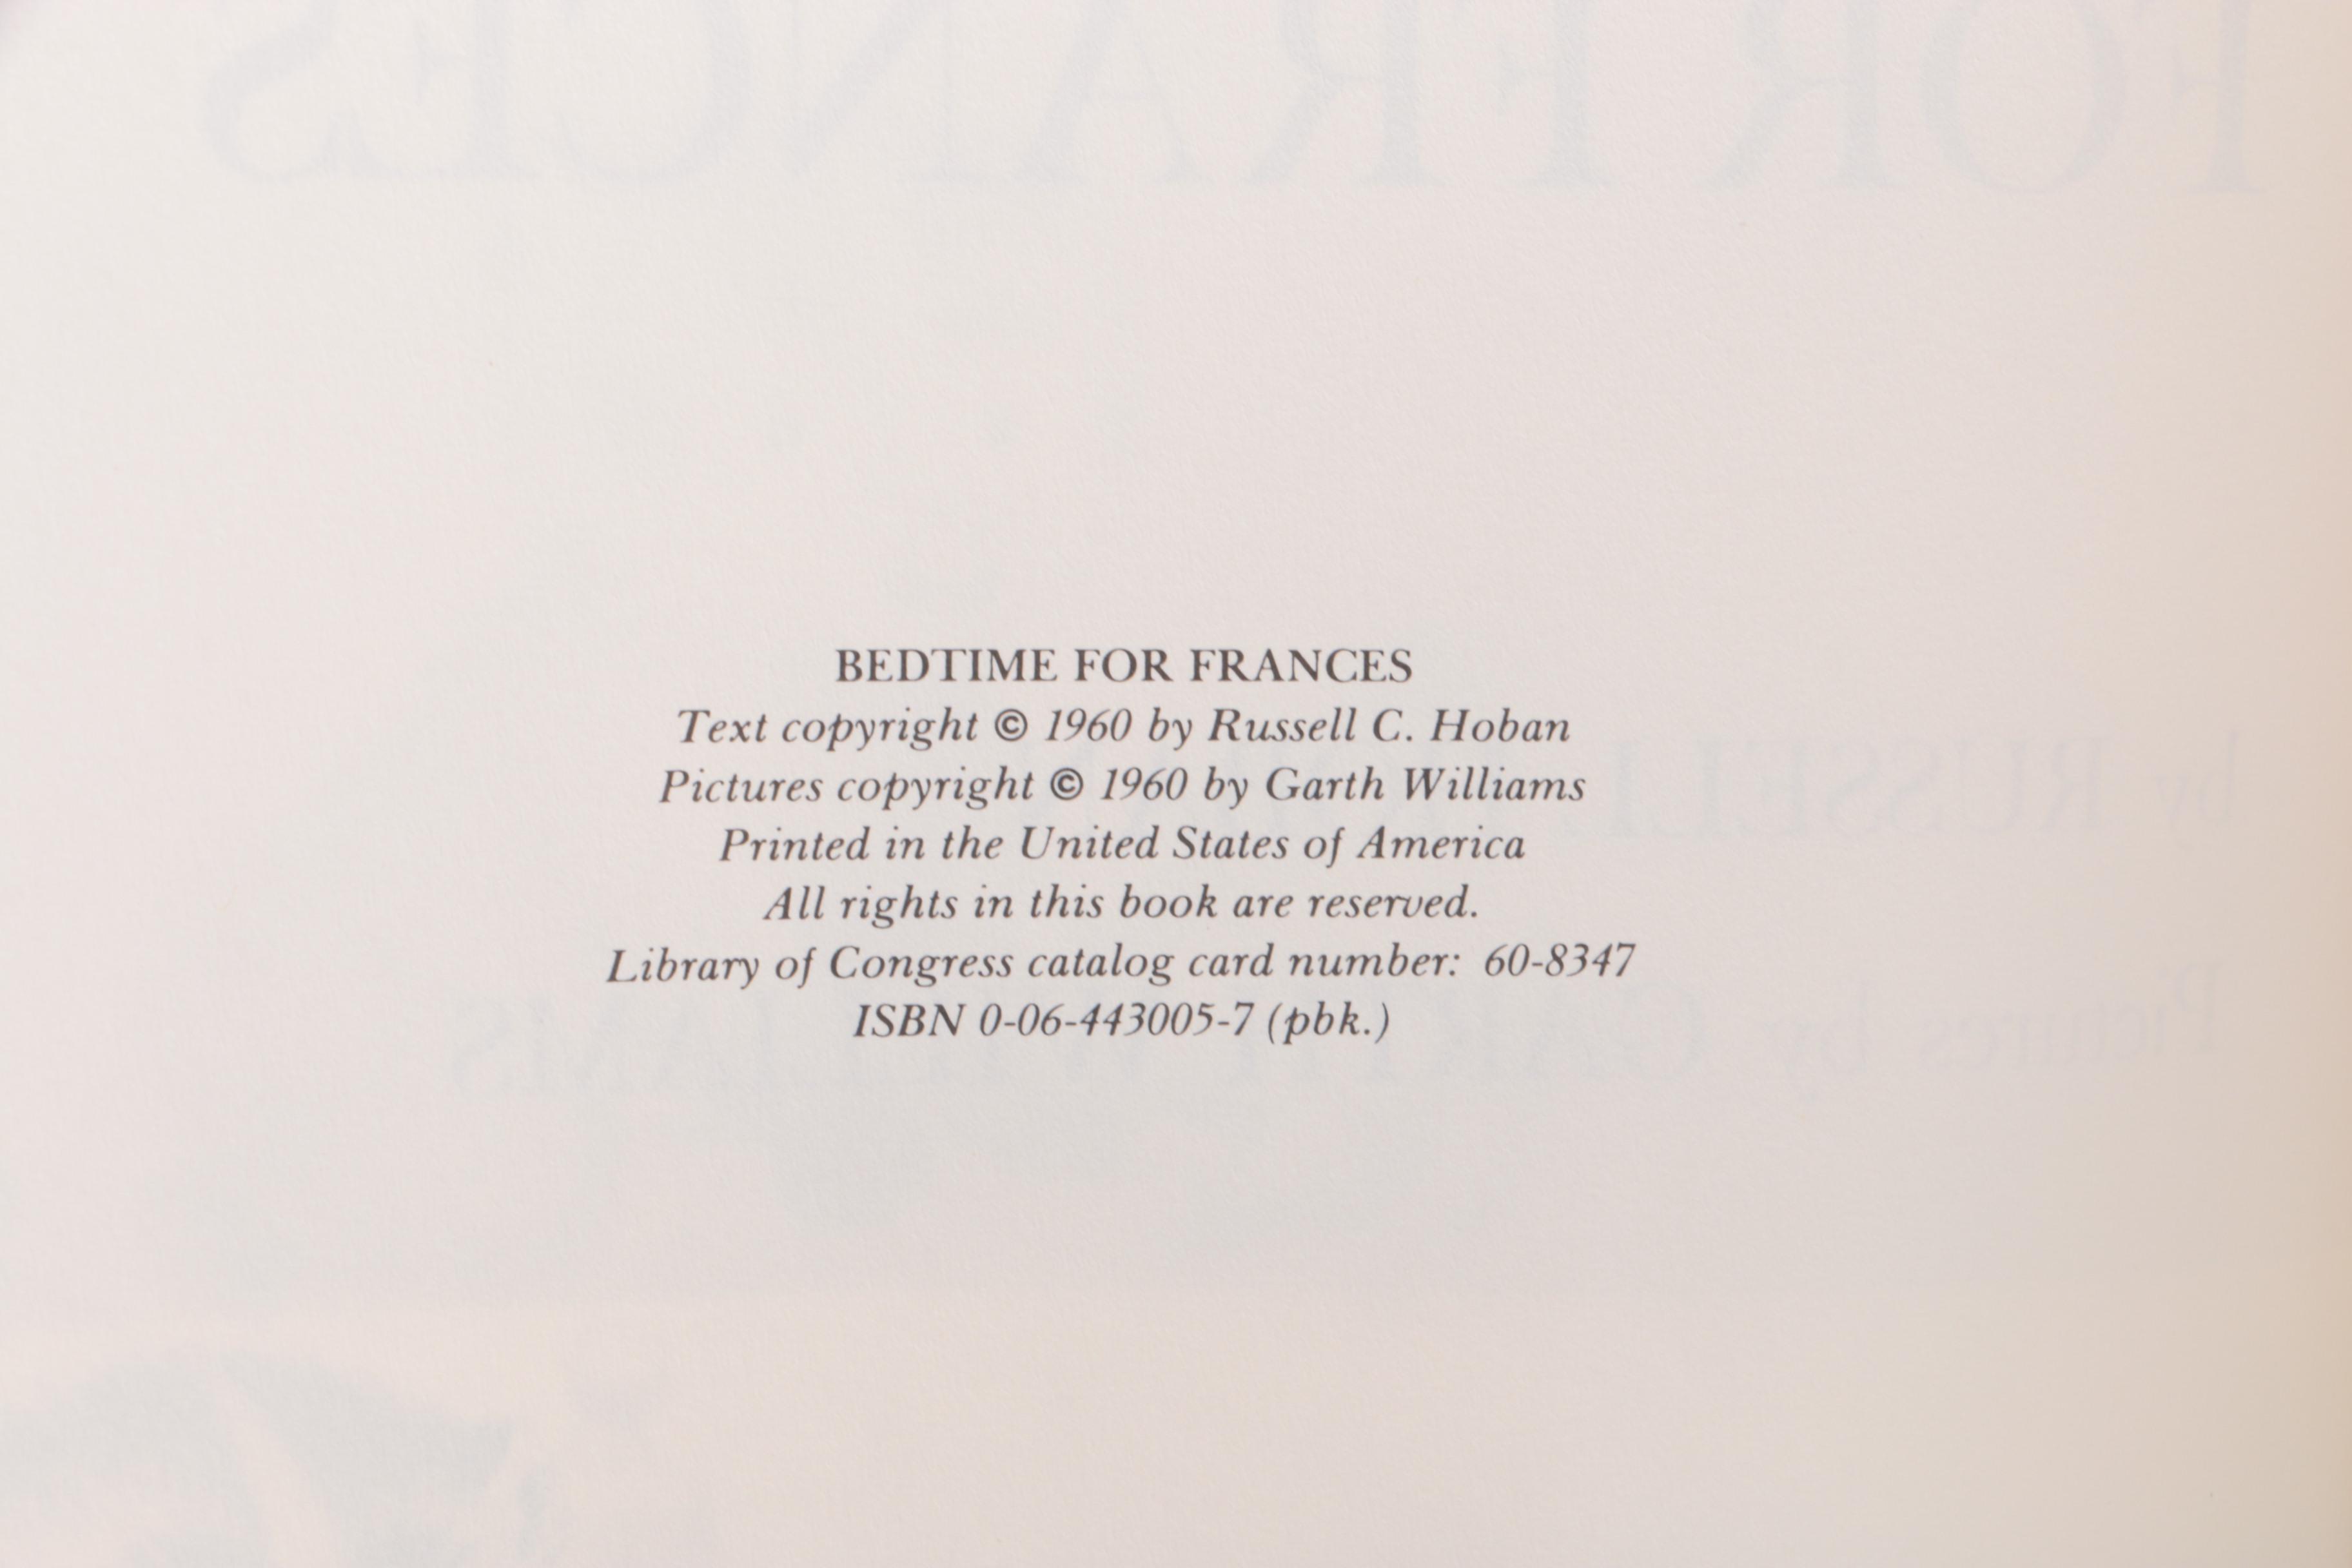 FOR FRANCES
BEDTIME FOR FRANCES
Text copyright © 1960 by Russell C. Hoban
Pictures copyright © 1960 by Garth Williams
Printed in the United States of America
All rights in this book are reserved.
Library of Congress catalog card number: 60-8347
ISBN 0-06-443005-7 (pbk.)